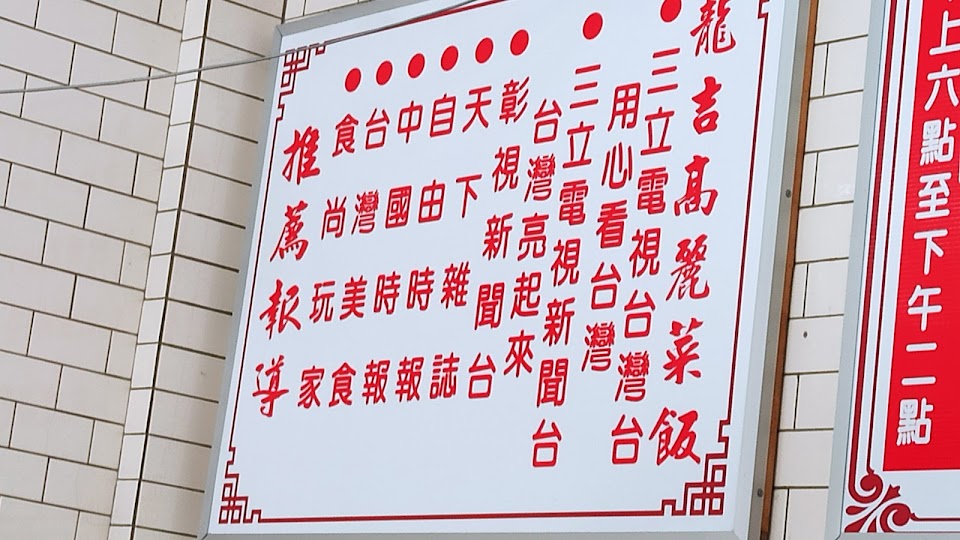 上六點至下午二點
龍吉高麗菜飯
●三立電視台灣台
用心看台灣
●三立電視新聞台
台灣亮起來
●彰視新聞台
●天下雜誌
●自由時報
●中國時報
●台灣美食
●食尚玩家
推薦報導